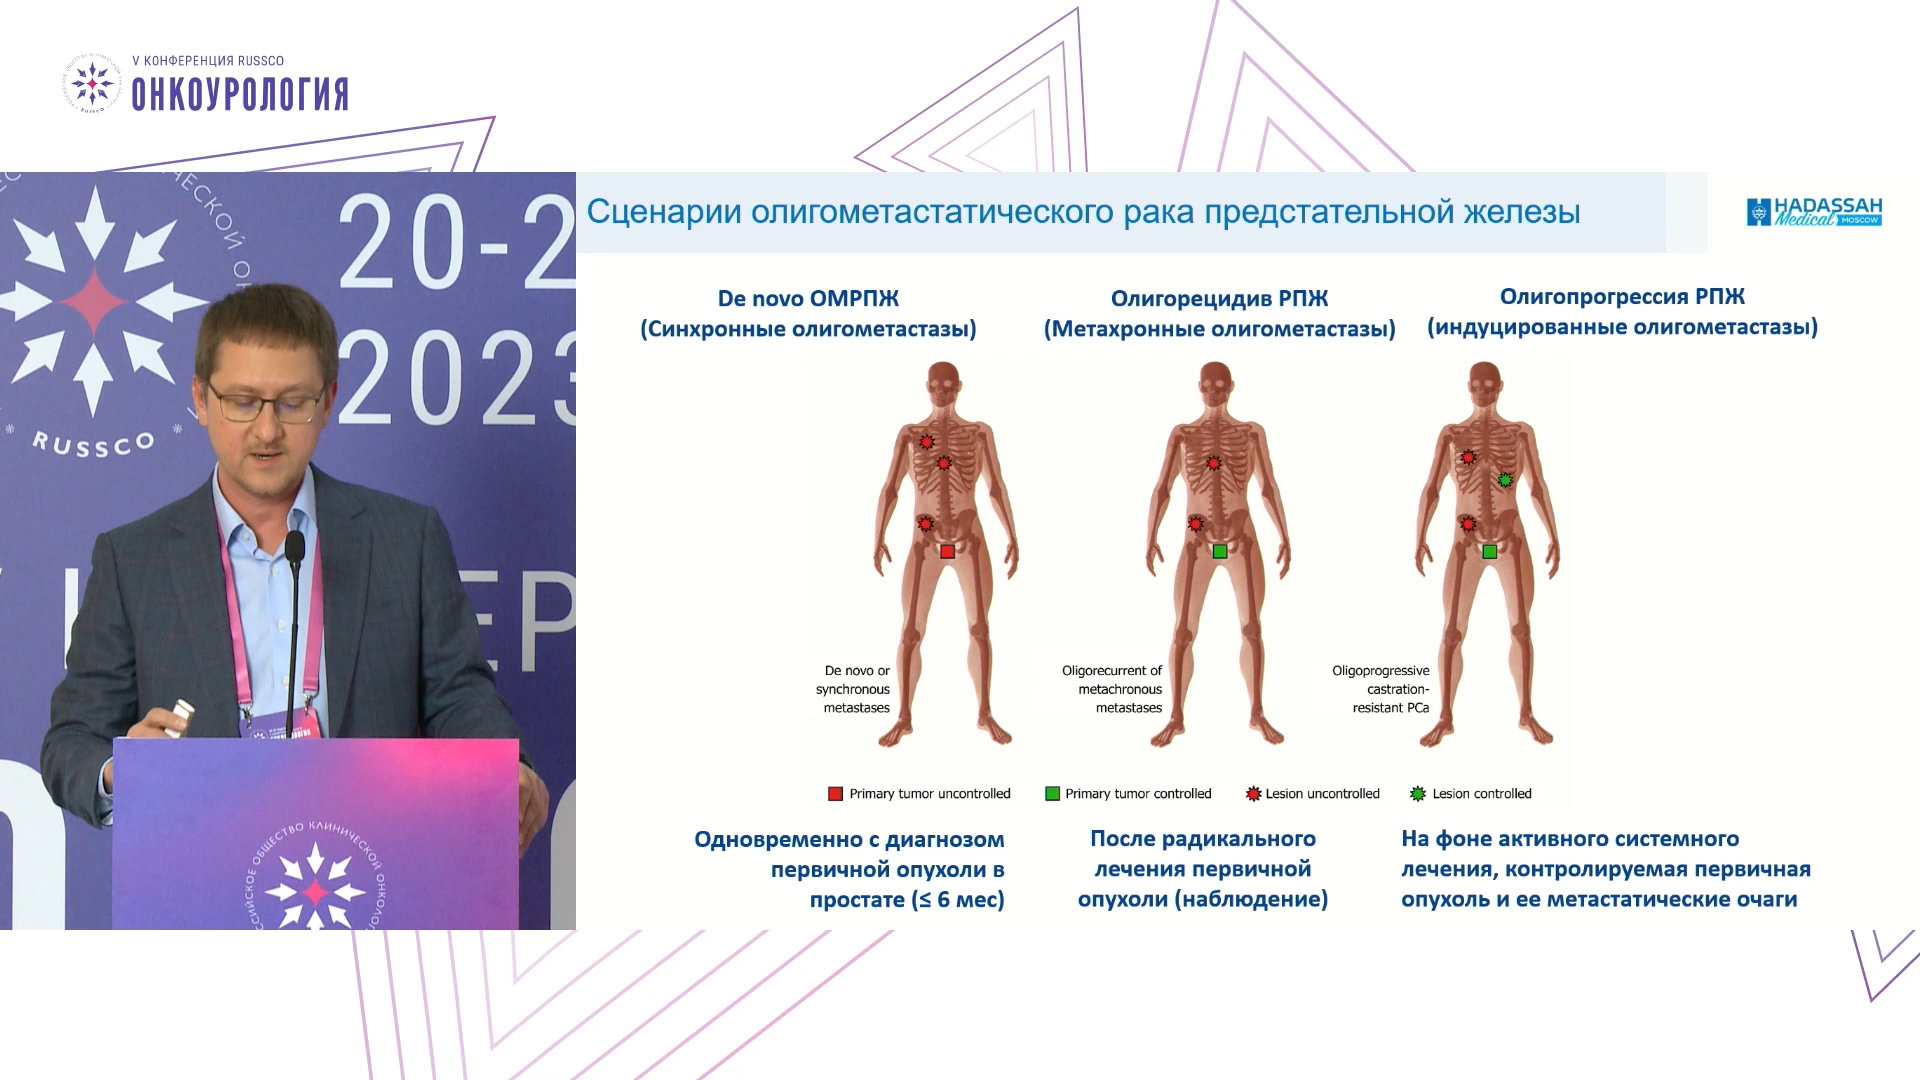 V КОНФЕРЕНЦИЯ RUSSCO
ОНКОУРОЛОГИЯ
20-2
2023
RUSSCO
Сценарии олигометастатического рака предстательной железы
HADASSAH
Medical MOSCOW
De novo ОМРПЖ
(Синхронные олигометастазы)
Олигорецидив РПЖ
(Метахронные олигометастазы)
Олигопрогрессия РПЖ
(индуцированные олигометастазы)
De novo or
synchronous
metastases
Oligorecurrent of
metachronous
metastases
Oligoprogressive
castration-
resistant PCa
Primary tumor uncontrolled
Primary tumor controlled
Lesion uncontrolled
Lesion controlled
Одновременно с диагнозом
первичной опухоли в
простате (≤ 6 мес)
После радикального
лечения первичной
опухоли (наблюдение)
На фоне активного системного
лечения, контролируемая первичная
опухоль и ее метастатические очаги